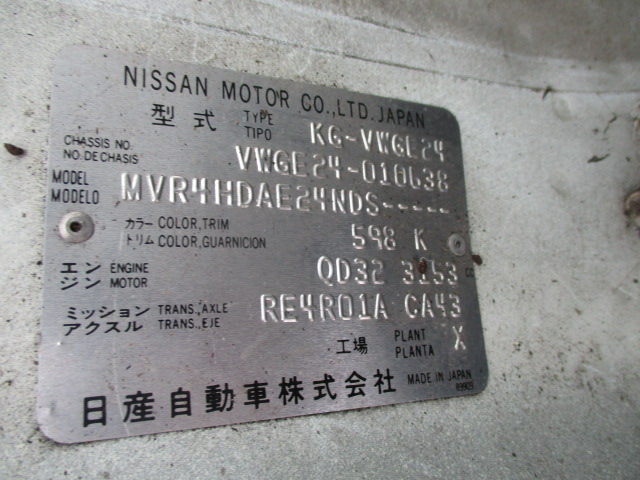 NISSAN MOTOR CO.,LTD. JAPAN
型式 TYPE TIPO KG-VWGE24
CHASSIS NO. NO. DE CHASIS VWGE24-010638
MODEL MODELO MVR4HDAE24NDS-----
カラー COLOR,TRIM
トリム COLOR,GUARNICION 598 K
エンジン ENGINE MOTOR QD32 3153 cc
ミッション TRANS.,AXLE
アクスル TRANS.,EJE RE4R01A CA43
工場 PLANT PLANTA X
日産自動車株式会社 MADE IN JAPAN